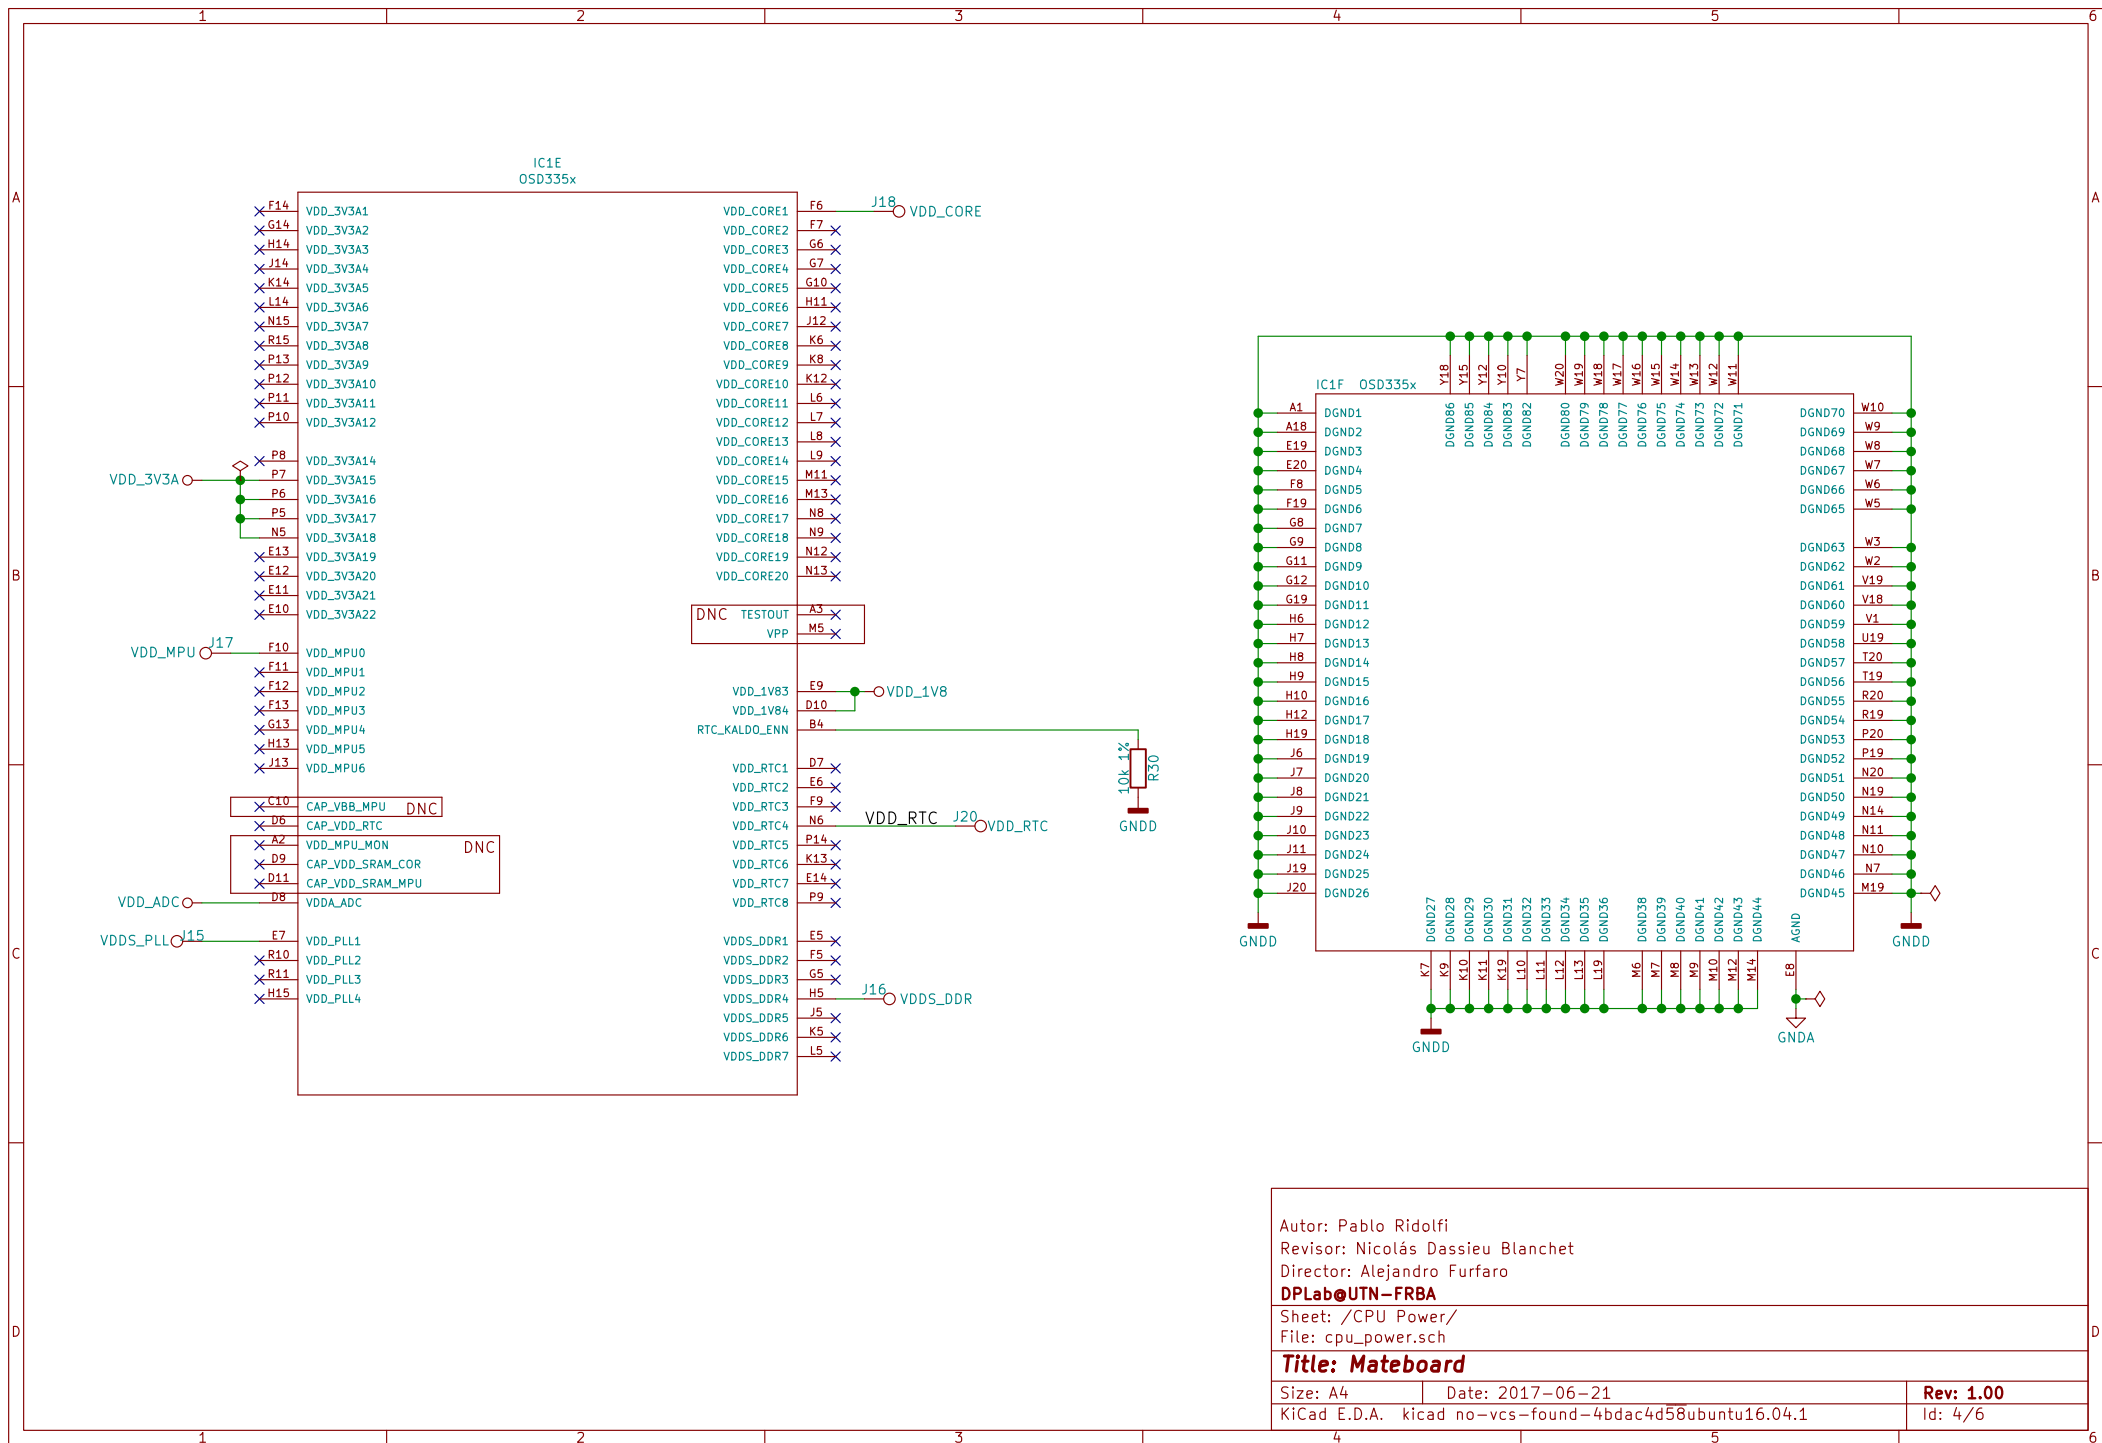 1 2 3 4 5 6
A A
B B
C C
D D
IC1E
OSD335x
F14 VDD_3V3A1
G14 VDD_3V3A2
H14 VDD_3V3A3
J14 VDD_3V3A4
K14 VDD_3V3A5
L14 VDD_3V3A6
N15 VDD_3V3A7
R15 VDD_3V3A8
P13 VDD_3V3A9
P12 VDD_3V3A10
P11 VDD_3V3A11
P10 VDD_3V3A12
P8 VDD_3V3A14
VDD_3V3A P7 VDD_3V3A15
P6 VDD_3V3A16
P5 VDD_3V3A17
N5 VDD_3V3A18
E13 VDD_3V3A19
E12 VDD_3V3A20
E11 VDD_3V3A21
E10 VDD_3V3A22
VDD_MPU J17 F10 VDD_MPU0
F11 VDD_MPU1
F12 VDD_MPU2
F13 VDD_MPU3
G13 VDD_MPU4
H13 VDD_MPU5
J13 VDD_MPU6
C10 CAP_VBB_MPU DNC
D6 CAP_VDD_RTC
A2 VDD_MPU_MON DNC
D9 CAP_VDD_SRAM_COR
D11 CAP_VDD_SRAM_MPU
VDD_ADC D8 VDDA_ADC
VDDS_PLL J15 E7 VDD_PLL1
R10 VDD_PLL2
R11 VDD_PLL3
H15 VDD_PLL4
VDD_CORE1 F6 J18 VDD_CORE
VDD_CORE2 F7
VDD_CORE3 G6
VDD_CORE4 G7
VDD_CORE5 G10
VDD_CORE6 H11
VDD_CORE7 J12
VDD_CORE8 K6
VDD_CORE9 K8
VDD_CORE10 K12
VDD_CORE11 L6
VDD_CORE12 L7
VDD_CORE13 L8
VDD_CORE14 L9
VDD_CORE15 M11
VDD_CORE16 M13
VDD_CORE17 N8
VDD_CORE18 N9
VDD_CORE19 N12
VDD_CORE20 N13
DNC TESTOUT A3
VPP M5
VDD_1V83 E9 VDD_1V8
VDD_1V84 D10
RTC_KALDO_ENN B4
10k 1% R30
GNDD
VDD_RTC1 D7
VDD_RTC2 E6
VDD_RTC3 F9
VDD_RTC4 N6 VDD_RTC J20 VDD_RTC
VDD_RTC5 P14
VDD_RTC6 K13
VDD_RTC7 E14
VDD_RTC8 P9
VDDS_DDR1 E5
VDDS_DDR2 F5
VDDS_DDR3 G5
VDDS_DDR4 H5 J16 VDDS_DDR
VDDS_DDR5 J5
VDDS_DDR6 K5
VDDS_DDR7 L5
IC1F OSD335x
Y18 Y15 Y12 Y10 Y7 W20 W19 W18 W17 W16 W15 W14 W13 W12 W11
DGND86 DGND85 DGND84 DGND83 DGND82 DGND80 DGND79 DGND78 DGND77 DGND76 DGND75 DGND74 DGND73 DGND72 DGND71
A1 DGND1
A18 DGND2
E19 DGND3
E20 DGND4
F8 DGND5
F19 DGND6
G8 DGND7
G9 DGND8
G11 DGND9
G12 DGND10
G19 DGND11
H6 DGND12
H7 DGND13
H8 DGND14
H9 DGND15
H10 DGND16
H12 DGND17
H19 DGND18
J6 DGND19
J7 DGND20
J8 DGND21
J9 DGND22
J10 DGND23
J11 DGND24
J19 DGND25
J20 DGND26
GNDD
DGND70 W10
DGND69 W9
DGND68 W8
DGND67 W7
DGND66 W6
DGND65 W5
DGND63 W3
DGND62 W2
DGND61 V19
DGND60 V18
DGND59 V1
DGND58 U19
DGND57 T20
DGND56 T19
DGND55 R20
DGND54 R19
DGND53 P20
DGND52 P19
DGND51 N20
DGND50 N19
DGND49 N14
DGND48 N11
DGND47 N10
DGND46 N7
DGND45 M19
GNDD
DGND27 DGND28 DGND29 DGND30 DGND31 DGND32 DGND33 DGND34 DGND35 DGND36 DGND38 DGND39 DGND40 DGND41 DGND42 DGND43 DGND44 AGND
K7 K9 K10 K11 K19 L10 L11 L12 L13 L19 M6 M7 M8 M9 M10 M12 M14 E8
GNDD
GNDA
Autor: Pablo Ridolfi
Revisor: Nicolás Dassieu Blanchet
Director: Alejandro Furfaro
DPLab@UTN-FRBA
Sheet: /CPU Power/
File: cpu_power.sch
Title: Mateboard
Size: A4 Date: 2017-06-21 Rev: 1.00
KiCad E.D.A. kicad no-vcs-found-4bdac4d58ubuntu16.04.1 Id: 4/6
1 2 3 4 5 6